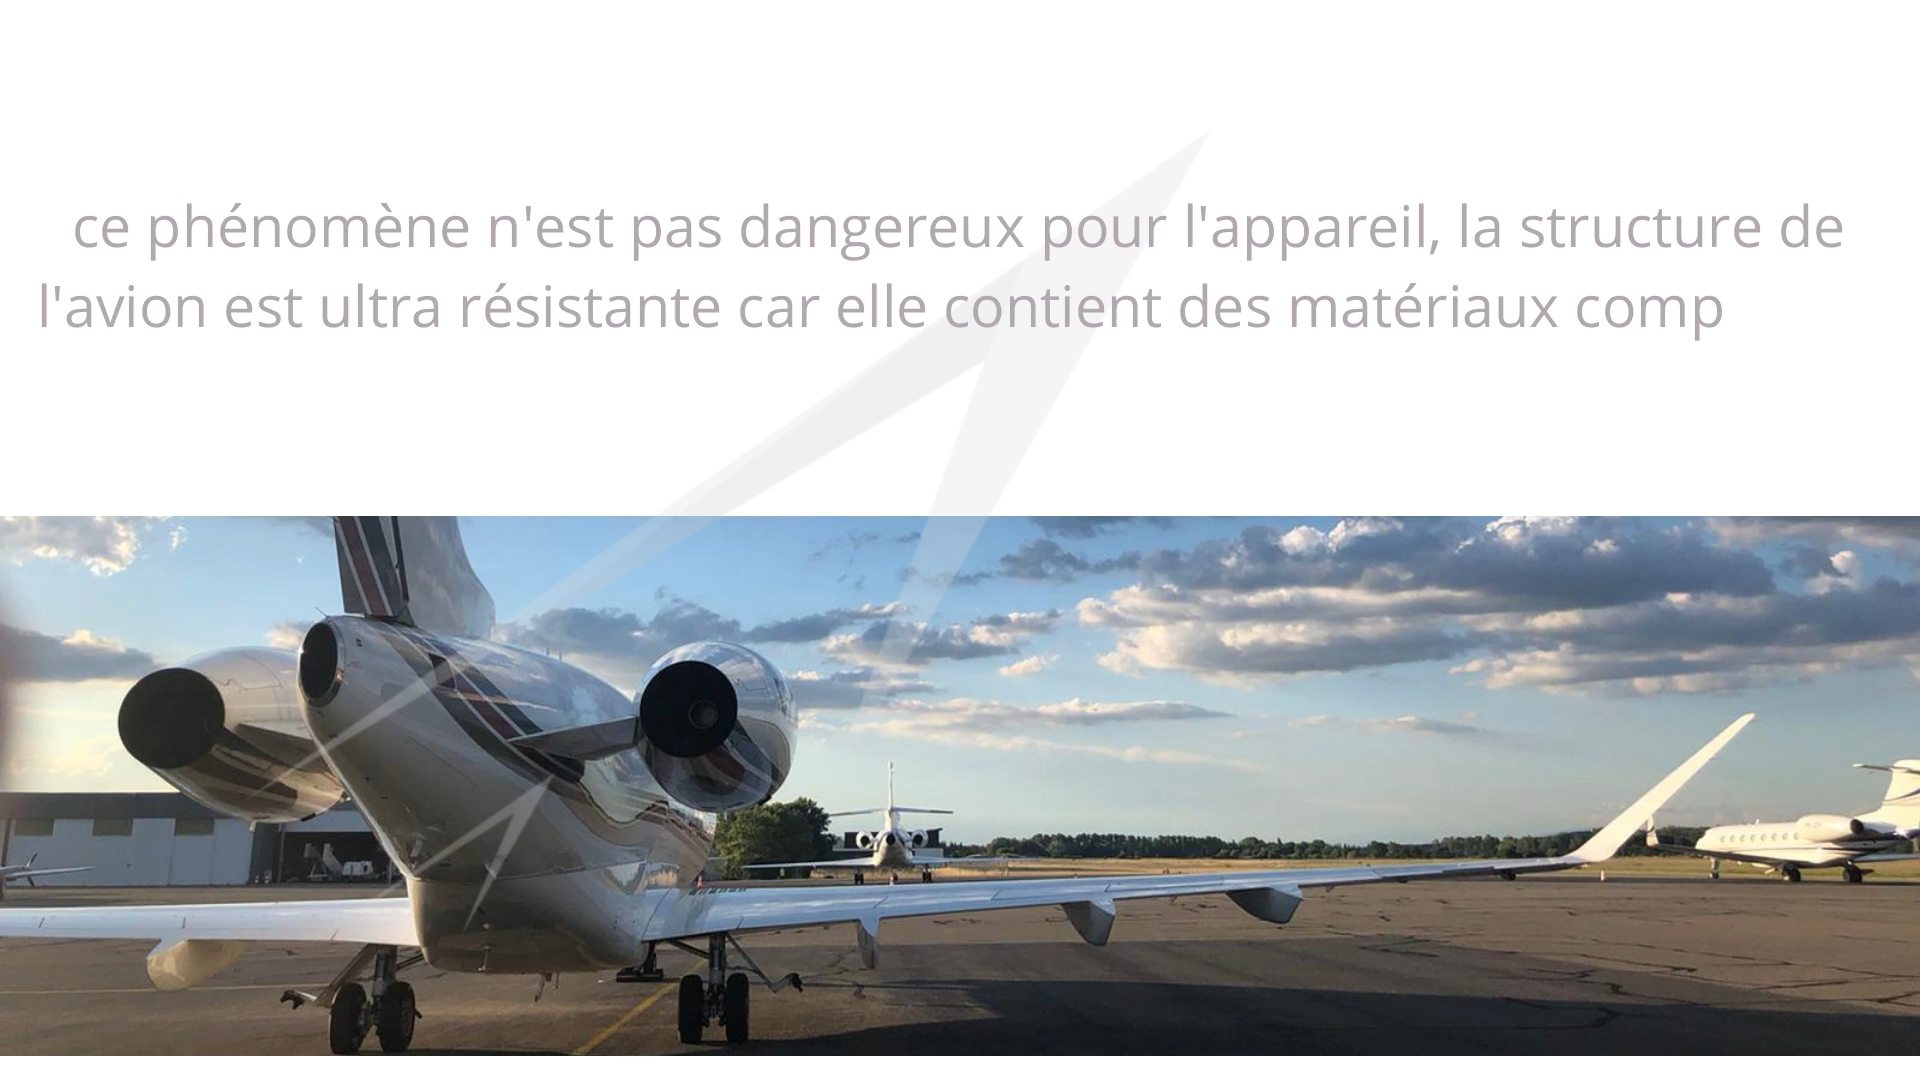 ce phénomène n'est pas dangereux pour l'appareil, la structure de
l'avion est ultra résistante car elle contient des matériaux comp